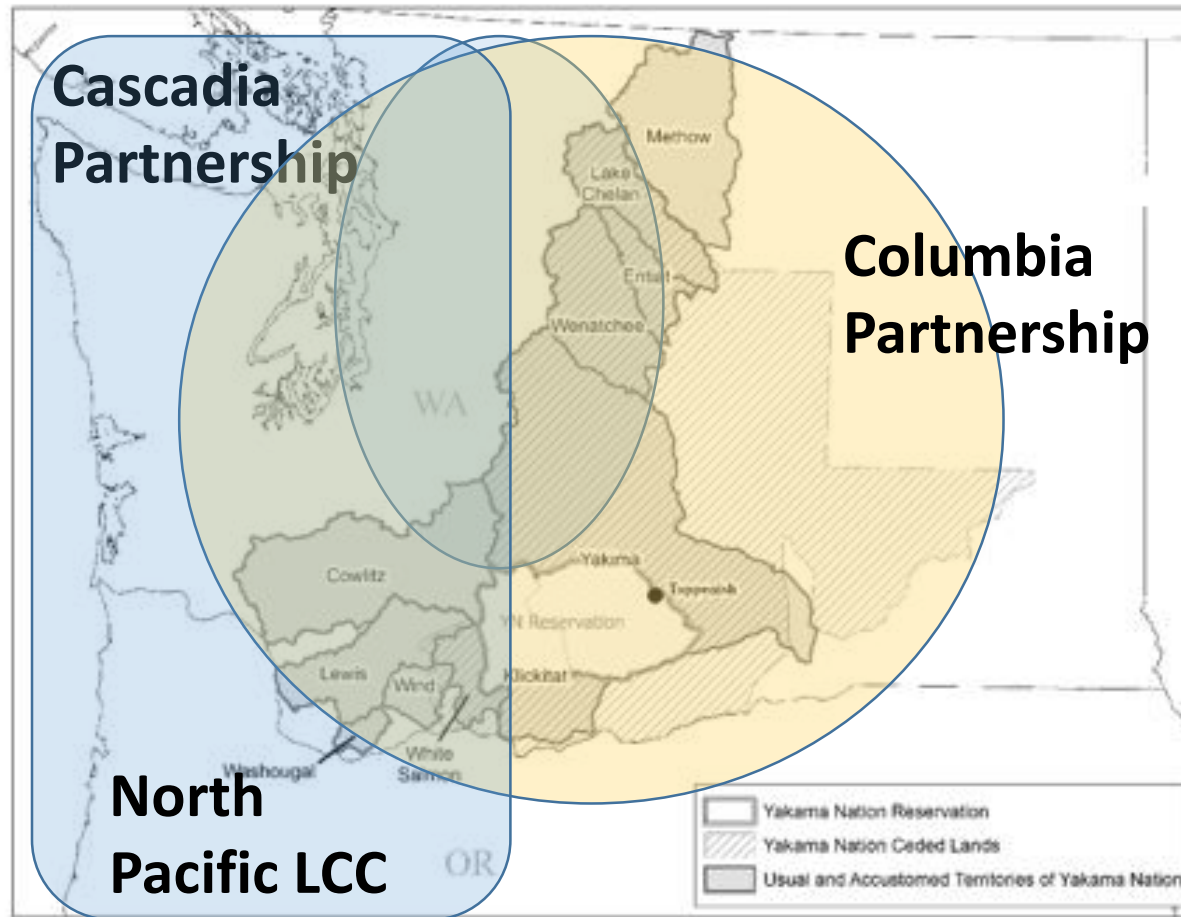 Cascadia
Partnership
Methow
Lake
Chelan
Entiat
Columbia
Partnership
Wenatchee
WA
Yakima
Toppenish
Cowlitz
YN Reservation
Lewis
Wind
Klickitat
White
Salmon
Washougal
North
Pacific LCC
OR
Yakama Nation Reservation
Yakama Nation Ceded Lands
Usual and Accustomed Territories of Yakama Nation